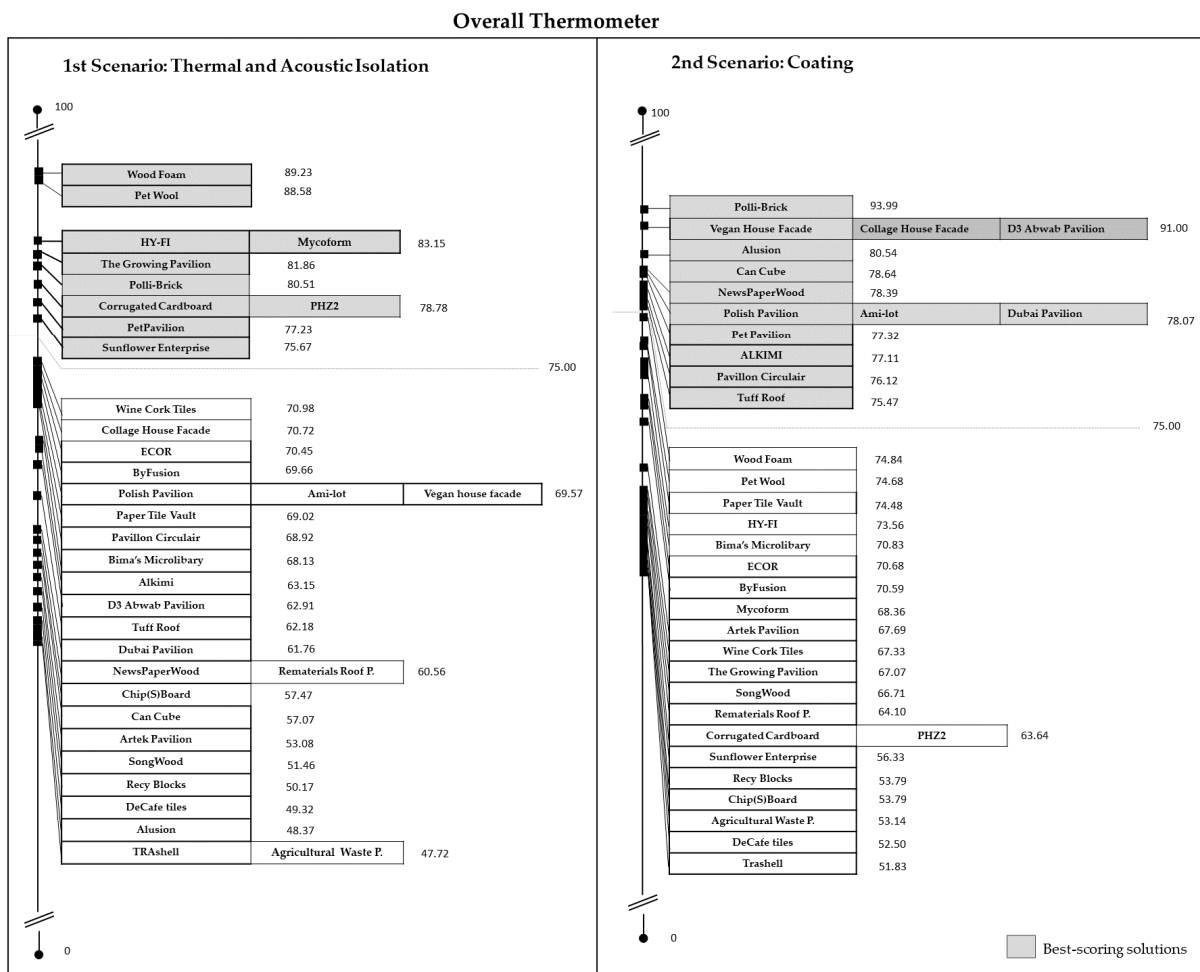 Overall Thermometer
1st Scenario: Thermal and Acoustic Isolation
100
Wood Foam 89.23
Pet Wool 88.58
HY-FI Mycoform 83.15
The Growing Pavilion 81.86
Polli-Brick 80.51
Corrugated Cardboard PHZ2 78.78
PetPavilion 77.23
Sunflower Enterprise 75.67
75.00
Wine Cork Tiles 70.98
Collage House Facade 70.72
ECOR 70.45
ByFusion 69.66
Polish Pavilion Ami-lot Vegan house facade 69.57
Paper Tile Vault 69.02
Pavillon Circulair 68.92
Bima's Microlibary 68.13
Alkimi 63.15
D3 Abwab Pavilion 62.91
Tuff Roof 62.18
Dubai Pavilion 61.76
NewsPaperWood Rematerials Roof P. 60.56
Chip(S)Board 57.47
Can Cube 57.07
Artek Pavilion 53.08
SongWood 51.46
Recy Blocks 50.17
DeCafe tiles 49.32
Alusion 48.37
TRAshell Agricultural Waste P. 47.72
0
2nd Scenario: Coating
100
Polli-Brick 93.99
Vegan House Facade Collage House Facade D3 Abwab Pavilion 91.00
Alusion 80.54
Can Cube 78.64
NewsPaperWood 78.39
Polish Pavilion Ami-lot Dubai Pavilion 78.07
Pet Pavilion 77.32
ALKIMI 77.11
Pavillon Circulair 76.12
Tuff Roof 75.47
75.00
Wood Foam 74.84
Pet Wool 74.68
Paper Tile Vault 74.48
HY-FI 73.56
Bima's Microlibary 70.83
ECOR 70.68
ByFusion 70.59
Mycoform 68.36
Artek Pavilion 67.69
Wine Cork Tiles 67.33
The Growing Pavilion 67.07
SongWood 66.71
Rematerials Roof P. 64.10
Corrugated Cardboard PHZ2 63.64
Sunflower Enterprise 56.33
Recy Blocks 53.79
Chip(S)Board 53.79
Agricultural Waste P. 53.14
DeCafe tiles 52.50
Trashell 51.83
0
Best-scoring solutions